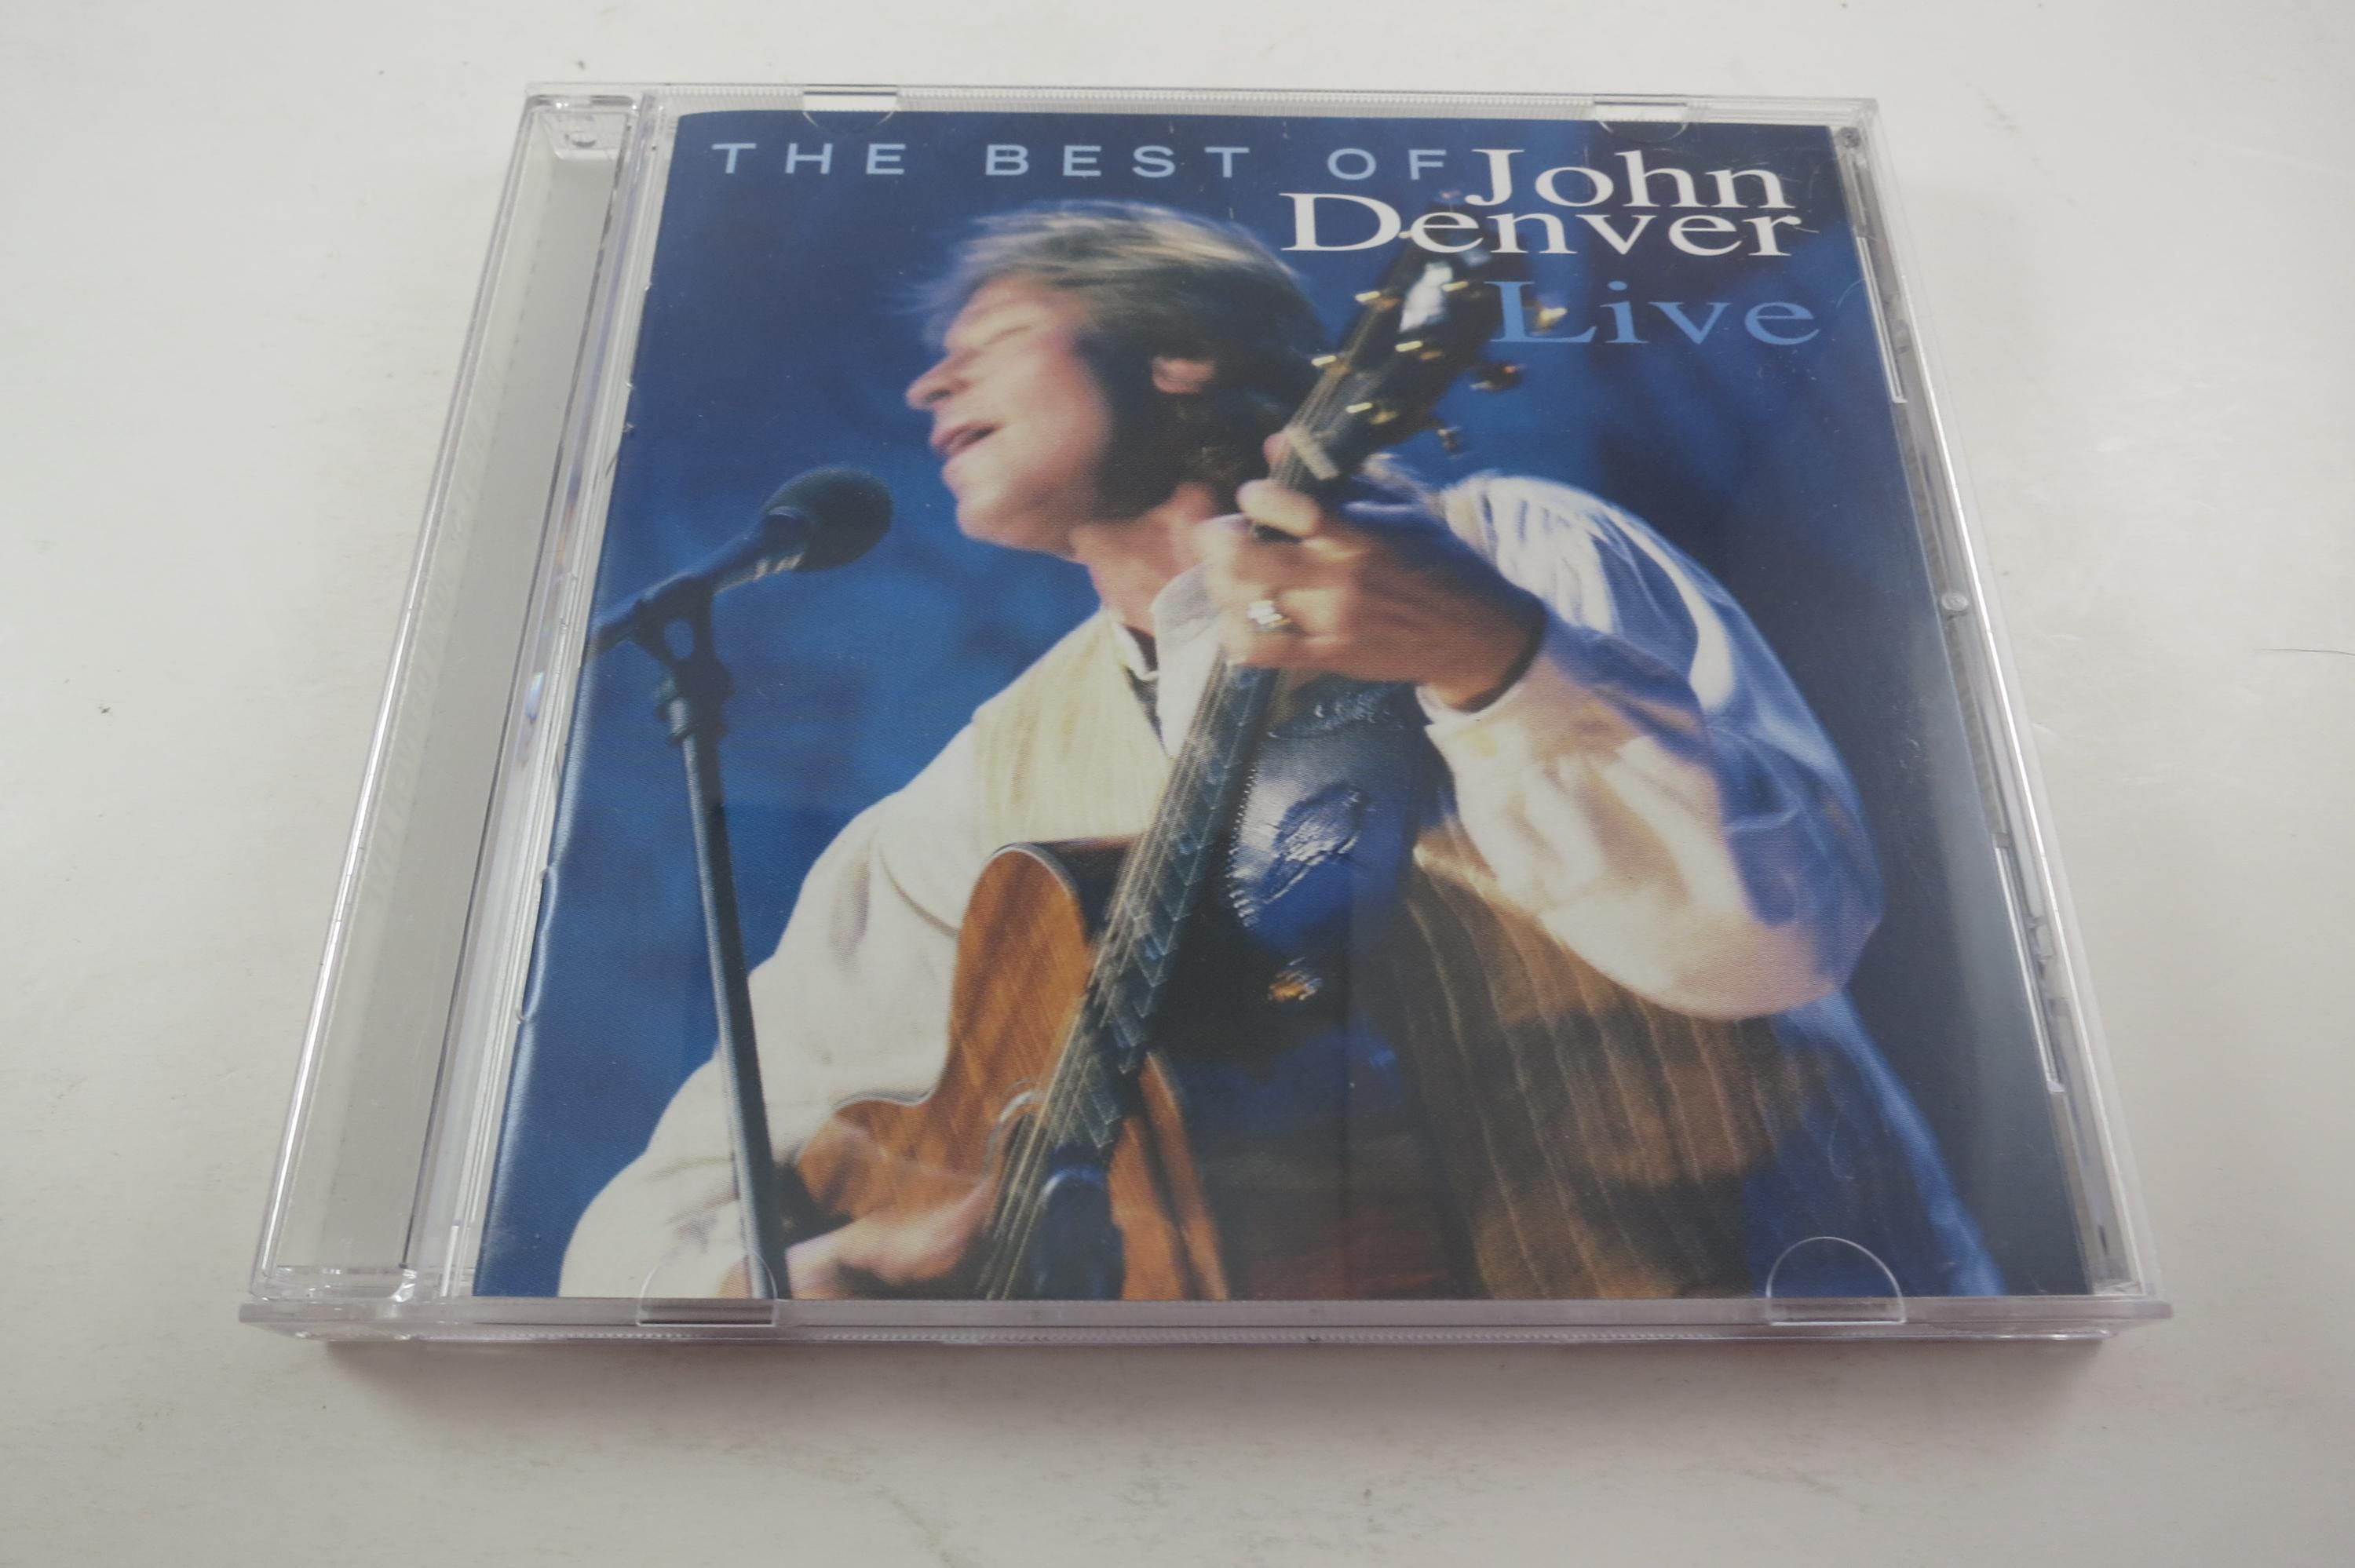 THE BEST OF John
Denver
Live